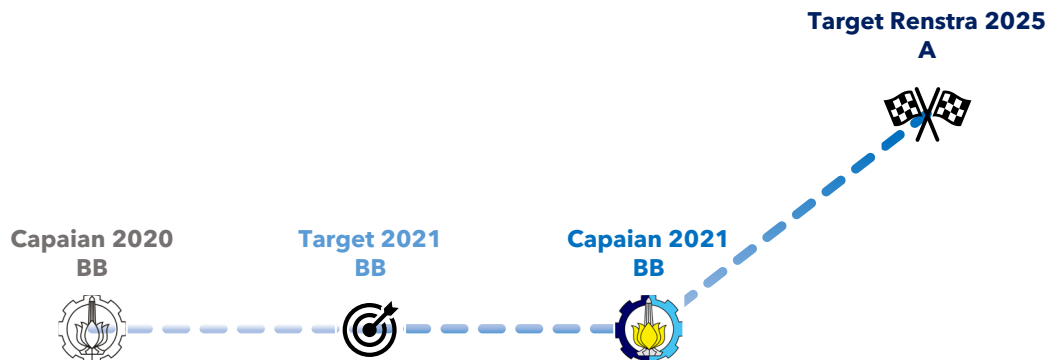 Target Renstra 2025
A
Capaian 2020
BB
Target 2021
BB
Capaian 2021
BB